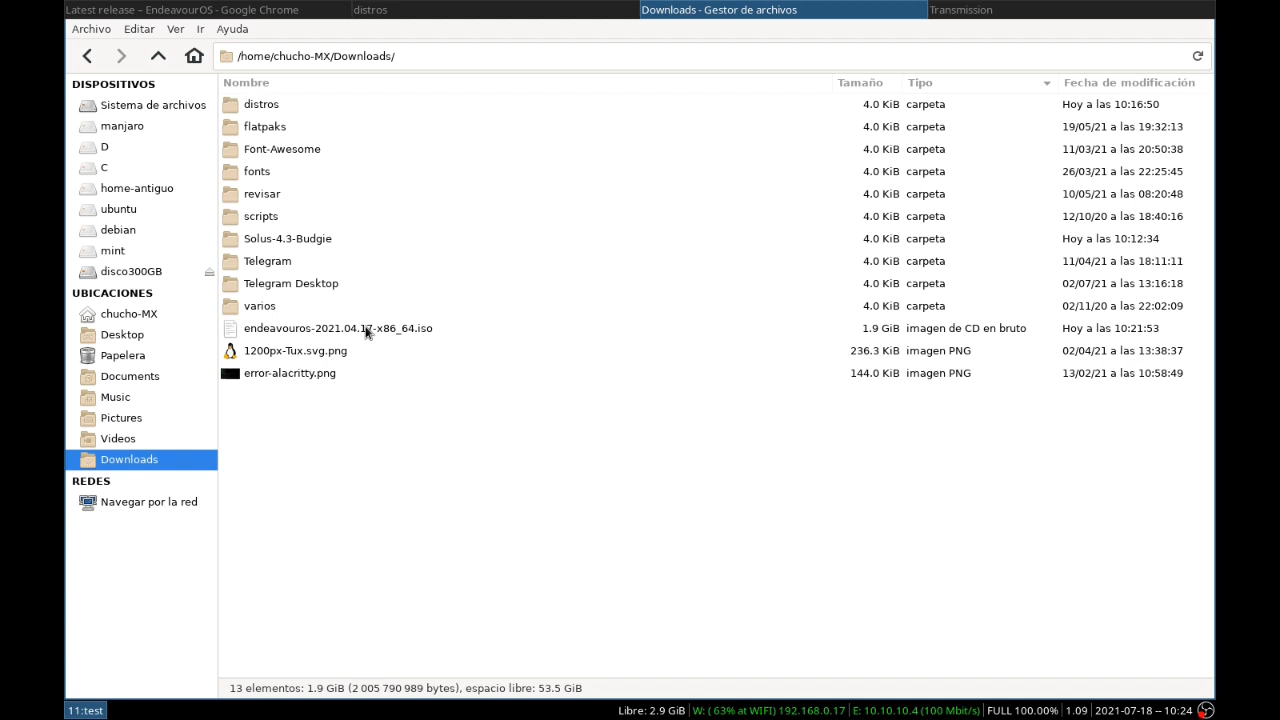 Latest release – EndeavourOS - Google Chrome distros Downloads - Gestor de archivos Transmission
Archivo Editar Ver Ir Ayuda
/home/chucho-MX/Downloads/
DISPOSITIVOS
Sistema de archivos
manjaro
D
C
home-antiguo
ubuntu
debian
mint
disco300GB
UBICACIONES
chucho-MX
Desktop
Papelera
Documents
Music
Pictures
Videos
Downloads
REDES
Navegar por la red
Nombre Tamaño Tipo Fecha de modificación
distros 4.0 KiB carpeta Hoy a las 10:16:50
flatpaks 4.0 KiB carpeta 19/05/21 a las 19:32:13
Font-Awesome 4.0 KiB carpeta 11/03/21 a las 20:50:38
fonts 4.0 KiB carpeta 26/03/21 a las 22:25:45
revisar 4.0 KiB carpeta 10/05/21 a las 08:20:48
scripts 4.0 KiB carpeta 12/10/20 a las 18:40:16
Solus-4.3-Budgie 4.0 KiB carpeta Hoy a las 10:12:34
Telegram 4.0 KiB carpeta 11/04/21 a las 18:11:11
Telegram Desktop 4.0 KiB carpeta 02/07/21 a las 13:16:18
varios 4.0 KiB carpeta 02/11/20 a las 22:02:09
endeavouros-2021.04.17-x86_64.iso 1.9 GiB imagen de CD en bruto Hoy a las 10:21:53
1200px-Tux.svg.png 236.3 KiB imagen PNG 02/04/21 a las 13:38:37
error-alacritty.png 144.0 KiB imagen PNG 13/02/21 a las 10:58:49
13 elementos: 1.9 GiB (2 005 790 989 bytes), espacio libre: 53.5 GiB
11:test Libre: 2.9 GiB W: ( 63% at WIFI) 192.168.0.17 E: 10.10.10.4 (100 Mbit/s) FULL 100.00% 1.09 2021-07-18 -- 10:24